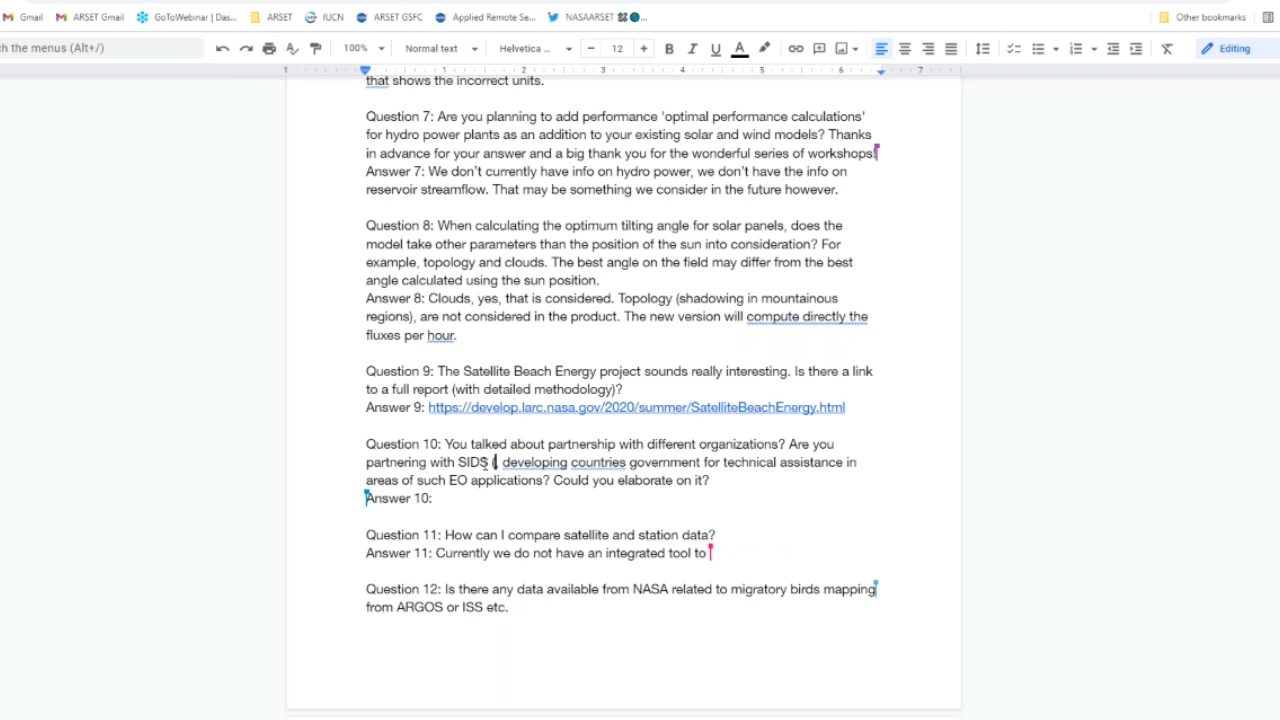 Gmail ARSET Gmail GoToWebinar | Das... ARSET IUCN ARSET GSFC Applied Remote Se... NASAARSET Other bookmarks
ch the menus (Alt+/) 100% Normal text Helvetica ... 12 B I U A Editing
1 1 2 3 4 5 6 7
that shows the incorrect units.
Question 7: Are you planning to add performance 'optimal performance calculations'
for hydro power plants as an addition to your existing solar and wind models? Thanks
in advance for your answer and a big thank you for the wonderful series of workshops!
Answer 7: We don't currently have info on hydro power, we don't have the info on
reservoir streamflow. That may be something we consider in the future however.
Question 8: When calculating the optimum tilting angle for solar panels, does the
model take other parameters than the position of the sun into consideration? For
example, topology and clouds. The best angle on the field may differ from the best
angle calculated using the sun position.
Answer 8: Clouds, yes, that is considered. Topology (shadowing in mountainous
regions), are not considered in the product. The new version will compute directly the
fluxes per hour.
Question 9: The Satellite Beach Energy project sounds really interesting. Is there a link
to a full report (with detailed methodology)?
Answer 9: https://develop.larc.nasa.gov/2020/summer/SatelliteBeachEnergy.html
Question 10: You talked about partnership with different organizations? Are you
partnering with SIDS ( developing countries government for technical assistance in
areas of such EO applications? Could you elaborate on it?
Answer 10:
Question 11: How can I compare satellite and station data?
Answer 11: Currently we do not have an integrated tool to
Question 12: Is there any data available from NASA related to migratory birds mapping
from ARGOS or ISS etc.